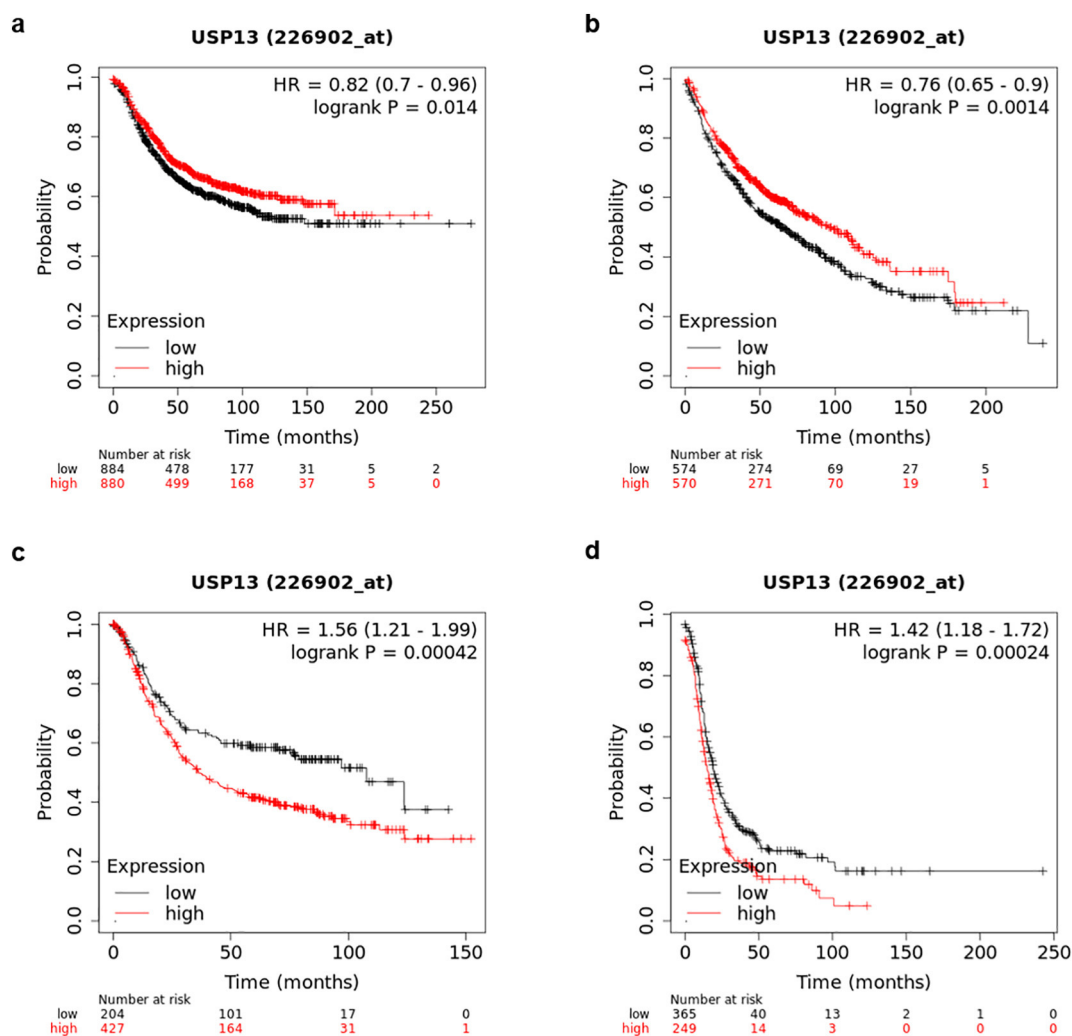 a
USP13 (226902_at)
HR = 0.82 (0.7 - 0.96)
logrank P = 0.014
Probability
1.0
0.8
0.6
0.4
0.2
0.0
Expression
low
high
0 50 100 150 200 250
Time (months)
Number at risk
low 884 478 177 31 5 2
high 880 499 168 37 5 0
b
USP13 (226902_at)
HR = 0.76 (0.65 - 0.9)
logrank P = 0.0014
Probability
1.0
0.8
0.6
0.4
0.2
0.0
Expression
low
high
0 50 100 150 200
Time (months)
Number at risk
low 574 274 69 27 5
high 570 271 70 19 1
c
USP13 (226902_at)
HR = 1.56 (1.21 - 1.99)
logrank P = 0.00042
Probability
1.0
0.8
0.6
0.4
0.2
0.0
Expression
low
high
0 50 100 150
Time (months)
Number at risk
low 204 101 17 0
high 427 164 31 1
d
USP13 (226902_at)
HR = 1.42 (1.18 - 1.72)
logrank P = 0.00024
Probability
1.0
0.8
0.6
0.4
0.2
0.0
Expression
low
high
0 50 100 150 200 250
Time (months)
Number at risk
low 365 40 13 2 1 0
high 249 14 3 0 0 0